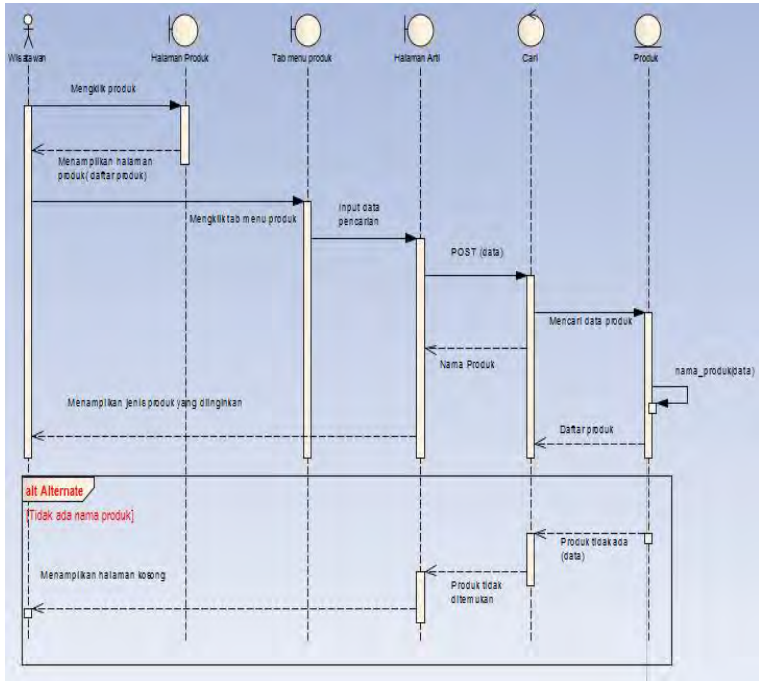 Wisatawan
Halaman Produk
Tab menu produk
Halaman Arti
Cari
Produk
Mengklik produk
Menampilkan halaman
produk( daftar produk)
Mengklik tab menu produk
Input data
pencarian
POST (data)
Mencari data produk
Nama Produk
nama_produk(data)
Menampilkan jenis produk yang diinginkan
Daftar produk
alt Alternate
[Tidak ada nama produk]
Produk tidak ada
(data)
Menampilkan halaman kosong
Produk tidak
ditemukan